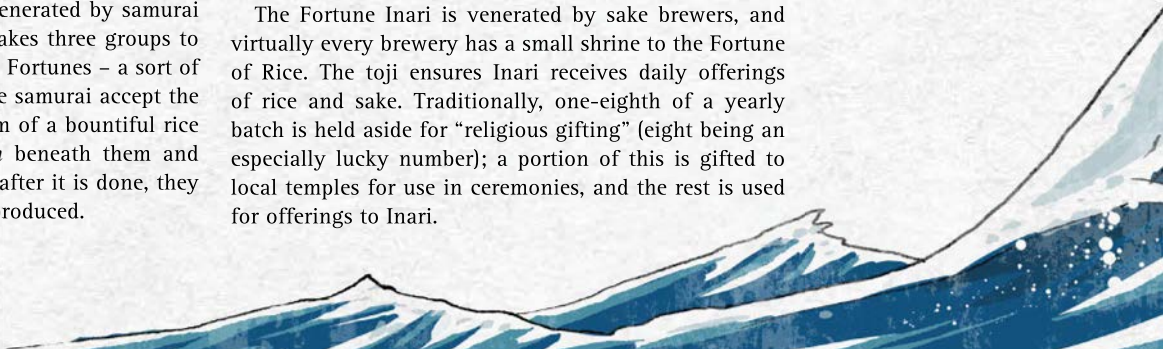 enerated by samurai
akes three groups to
Fortunes – a sort of
e samurai accept the
of a bountiful rice
beneath them and
after it is done, they
roduced.
The Fortune Inari is venerated by sake brewers, and
virtually every brewery has a small shrine to the Fortune
of Rice. The toji ensures Inari receives daily offerings
of rice and sake. Traditionally, one-eighth of a yearly
batch is held aside for “religious gifting” (eight being an
especially lucky number); a portion of this is gifted to
local temples for use in ceremonies, and the rest is used
for offerings to Inari.